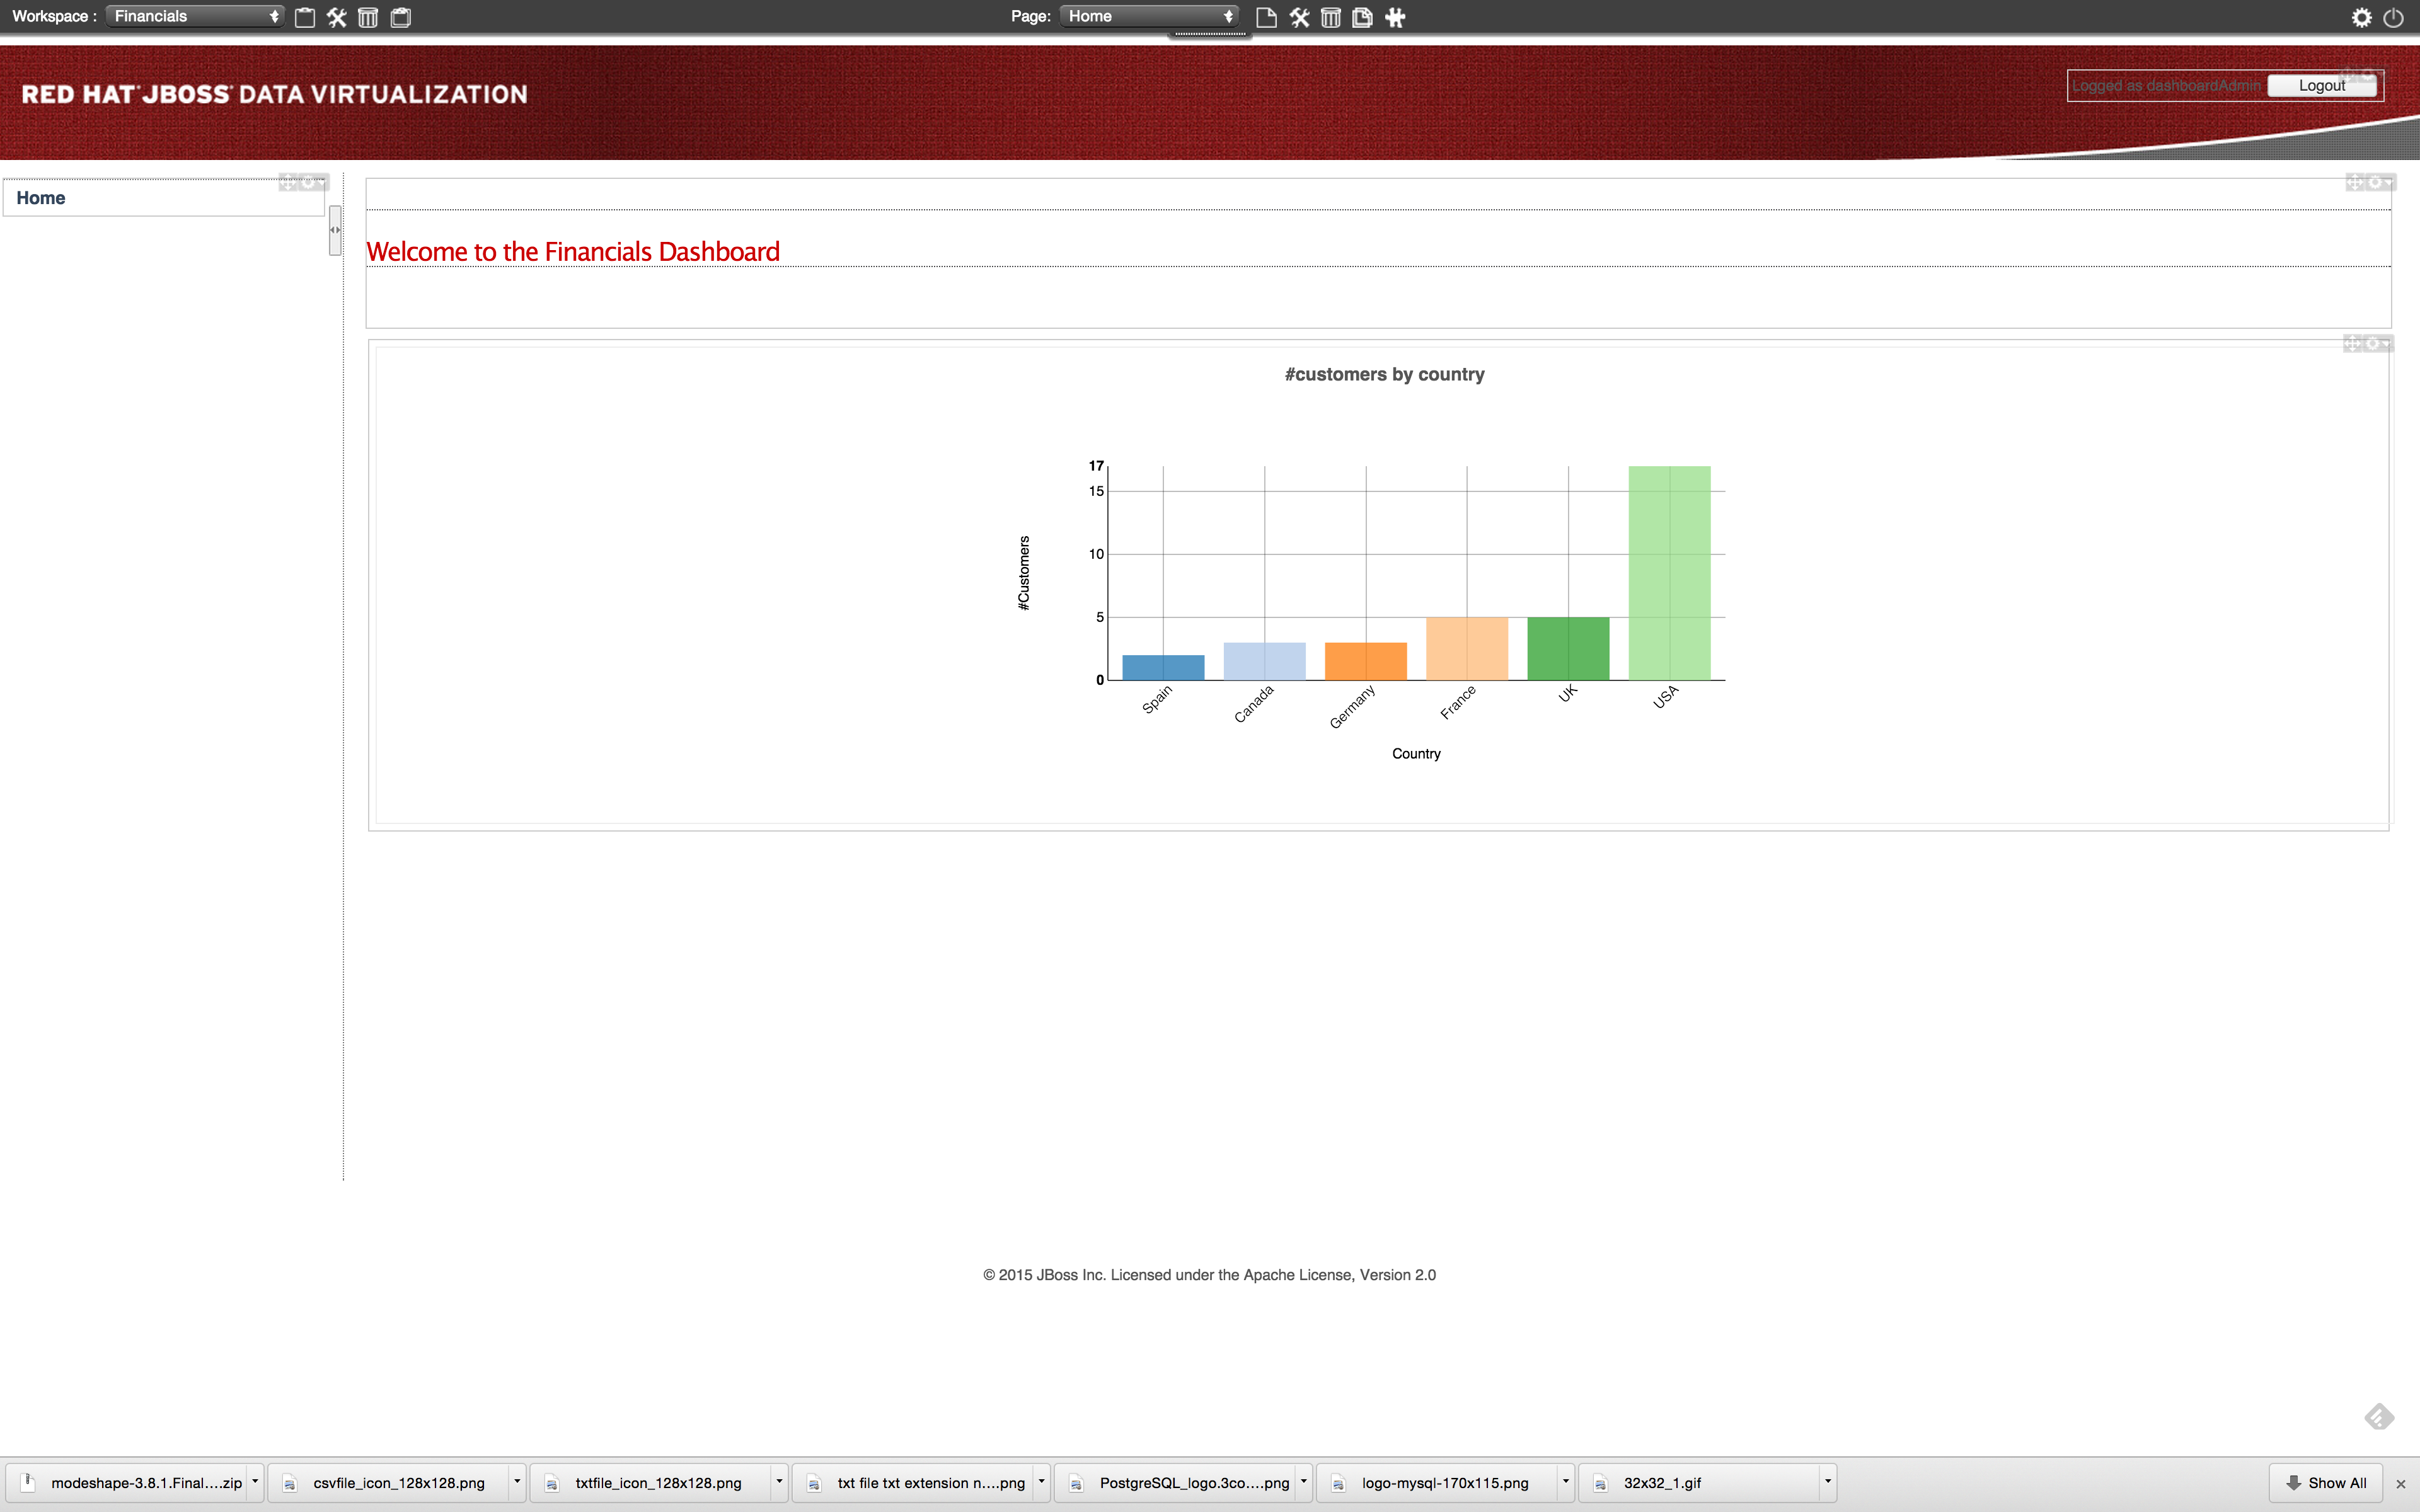 Workspace : Financials Page: Home
RED HAT® JBOSS® DATA VIRTUALIZATION
Logged as dashboardAdmin Logout
Home
Welcome to the Financials Dashboard
#customers by country
17
15
10
5
0
#Customers
Spain Canada Germany France UK USA
Country
© 2015 JBoss Inc. Licensed under the Apache License, Version 2.0
modeshape-3.8.1.Final....zip csvfile_icon_128x128.png txtfile_icon_128x128.png txt file txt extension n....png PostgreSQL_logo.3co....png logo-mysql-170x115.png 32x32_1.gif Show All